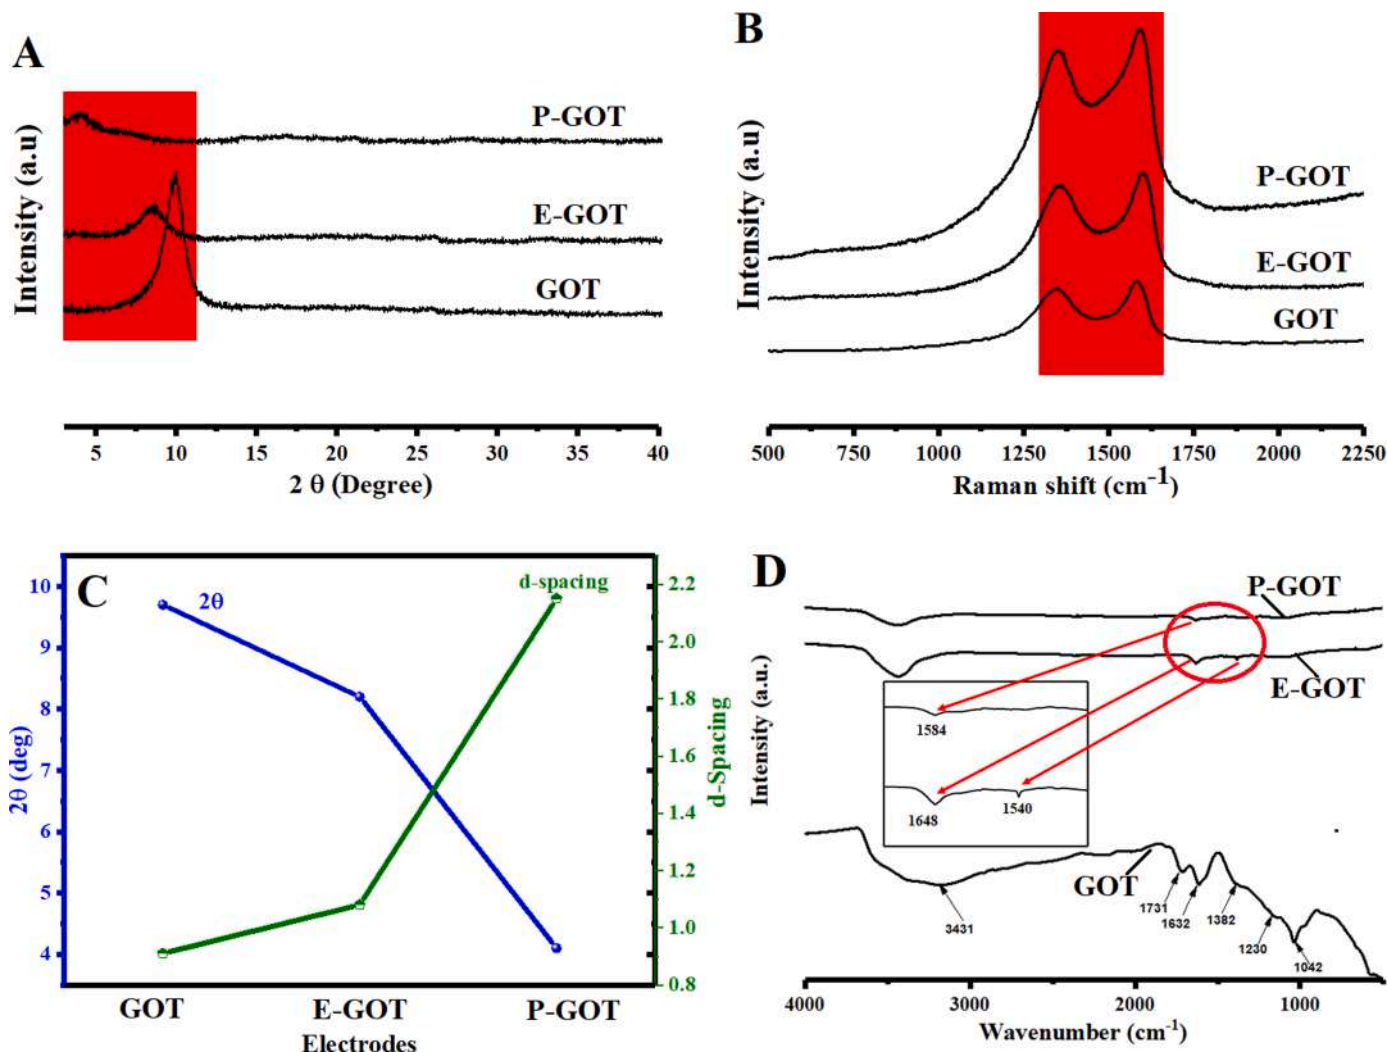 A
Intensity (a.u)
P-GOT
E-GOT
GOT
5 10 15 20 25 30 35 40
2 θ (Degree)
B
Intensity (a.u)
P-GOT
E-GOT
GOT
500 750 1000 1250 1500 1750 2000 2250
Raman shift (cm⁻¹)
C
2θ (deg)
10
9
8
7
6
5
4
2θ
d-spacing
2.2
2.0
1.8
1.6
1.4
1.2
1.0
0.8
d-Spacing
GOT E-GOT P-GOT
Electrodes
D
Intensity (a.u.)
P-GOT
E-GOT
1584
1648
1540
GOT
3431
1731
1632
1382
1230
1042
4000 3000 2000 1000
Wavenumber (cm⁻¹)